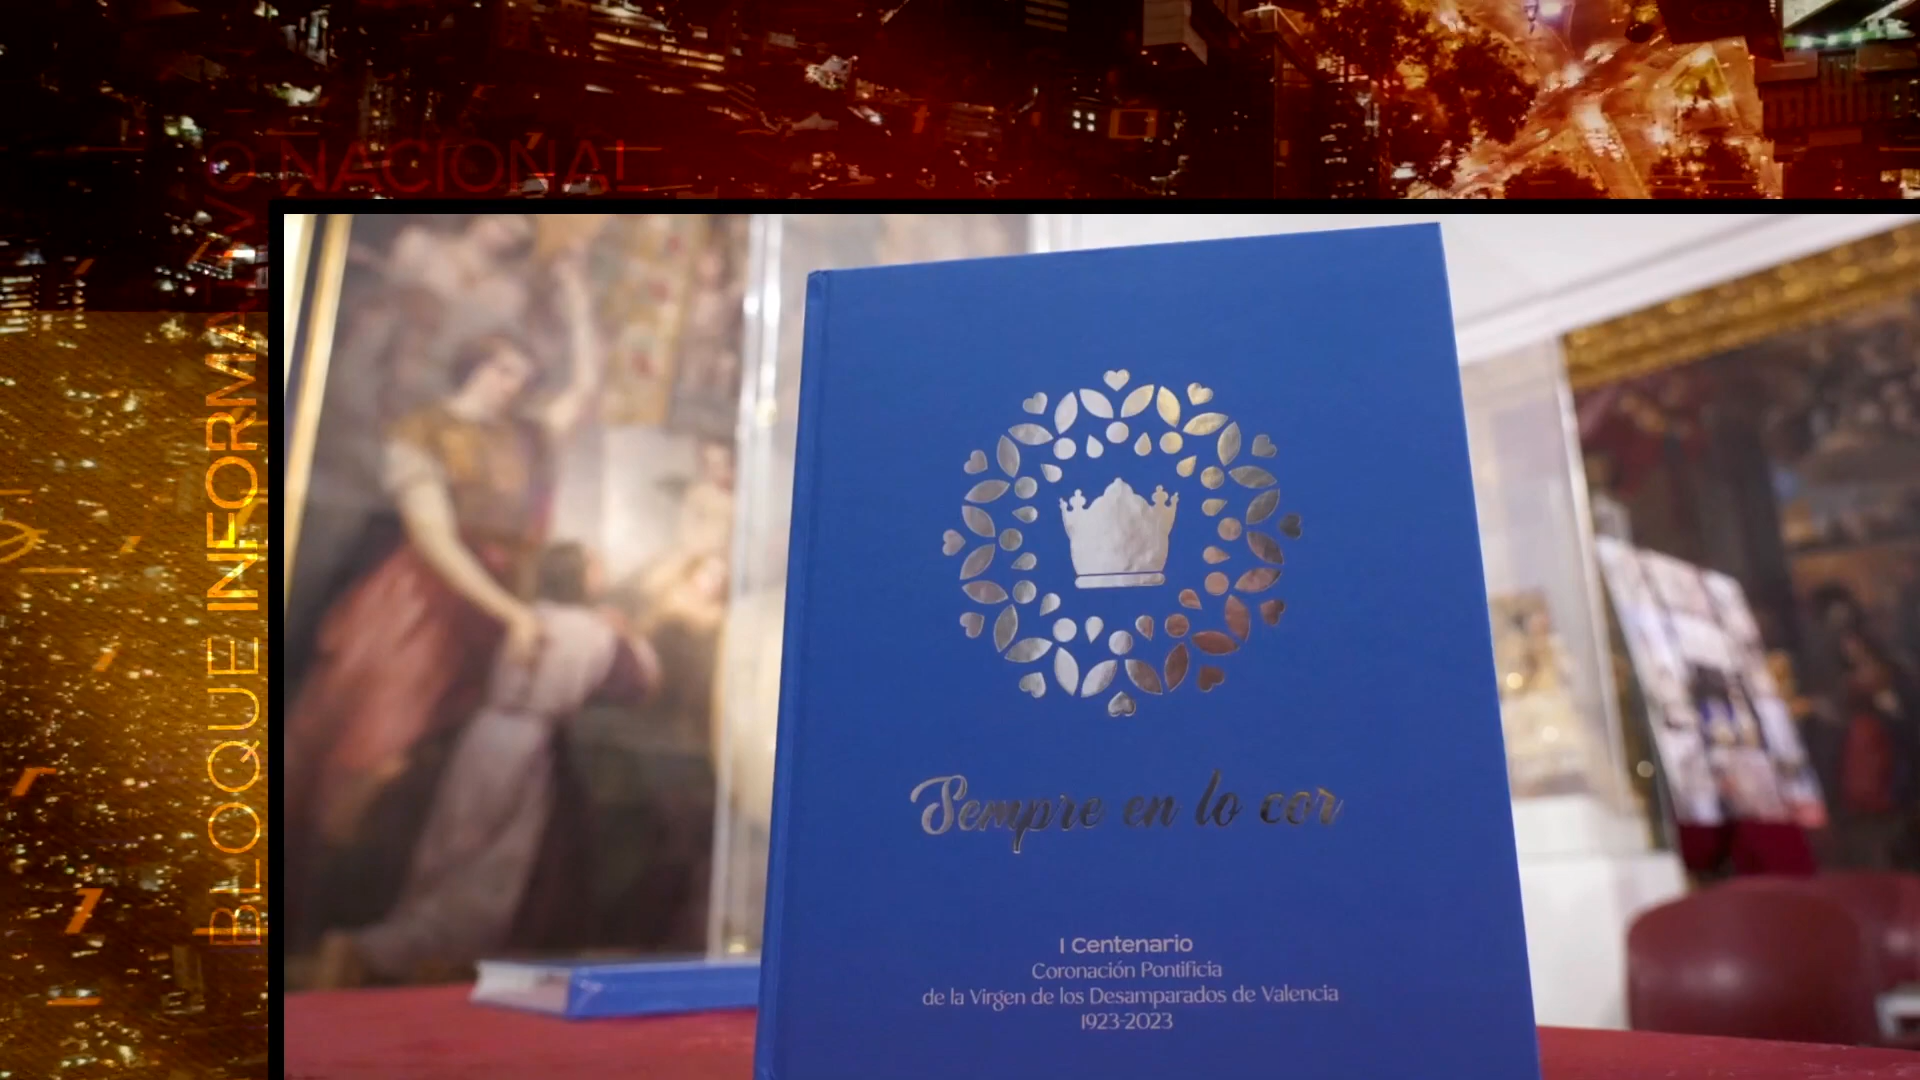 BLOQUE INFORMATIVO NACIONAL
Sempre en lo cor
I Centenario
Coronación Pontificia
de la Virgen de los Desamparados de Valencia
1923-2023